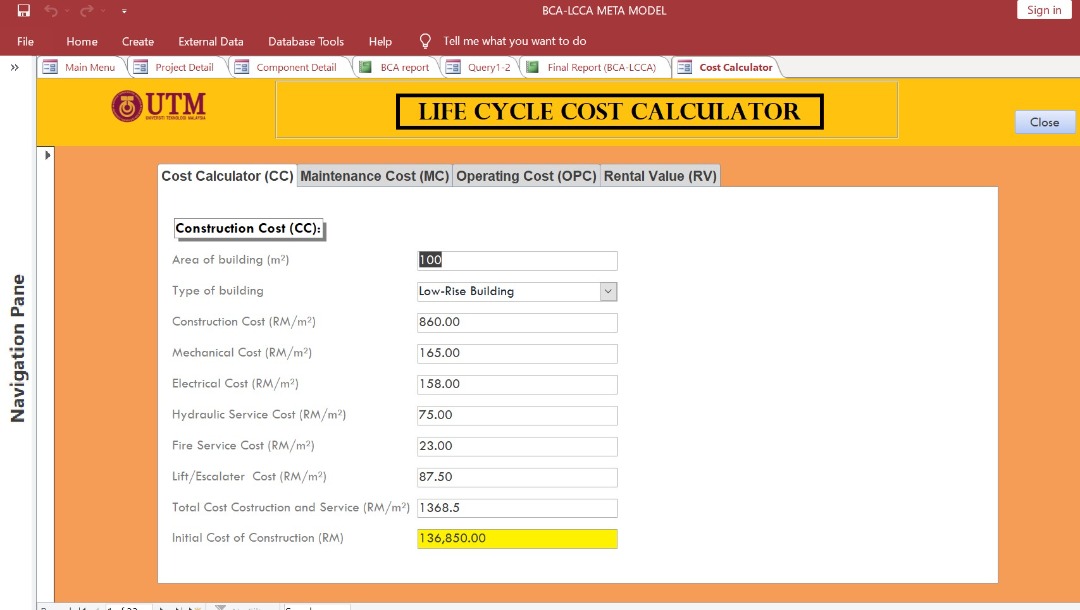 BCA-LCCA META MODEL
Sign in
File Home Create External Data Database Tools Help Tell me what you want to do
» Main Menu Project Detail Component Detail BCA report Query1-2 Final Report (BCA-LCCA) Cost Calculator
UTM
UNIVERSITI TEKNOLOGI MALAYSIA
LIFE CYCLE COST CALCULATOR
Close
Cost Calculator (CC) Maintenance Cost (MC) Operating Cost (OPC) Rental Value (RV)
Construction Cost (CC):
Area of building (m²) 100
Type of building Low-Rise Building
Construction Cost (RM/m²) 860.00
Mechanical Cost (RM/m²) 165.00
Electrical Cost (RM/m²) 158.00
Hydraulic Service Cost (RM/m²) 75.00
Fire Service Cost (RM/m²) 23.00
Lift/Escalater Cost (RM/m²) 87.50
Total Cost Costruction and Service (RM/m²) 1368.5
Initial Cost of Construction (RM) 136,850.00
Navigation Pane